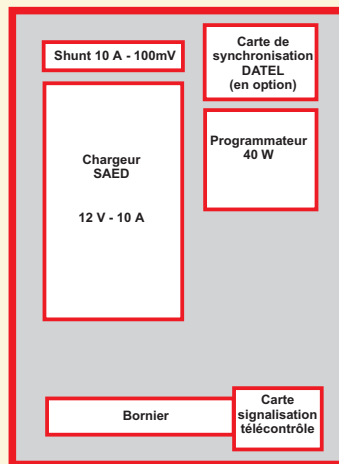 Shunt 10 A - 100mV
Carte de
synchronisation
DATEL
(en option)
Chargeur
SAED
12 V - 10 A
Programmateur
40 W
Bornier
Carte
signalisation
télécontrôle